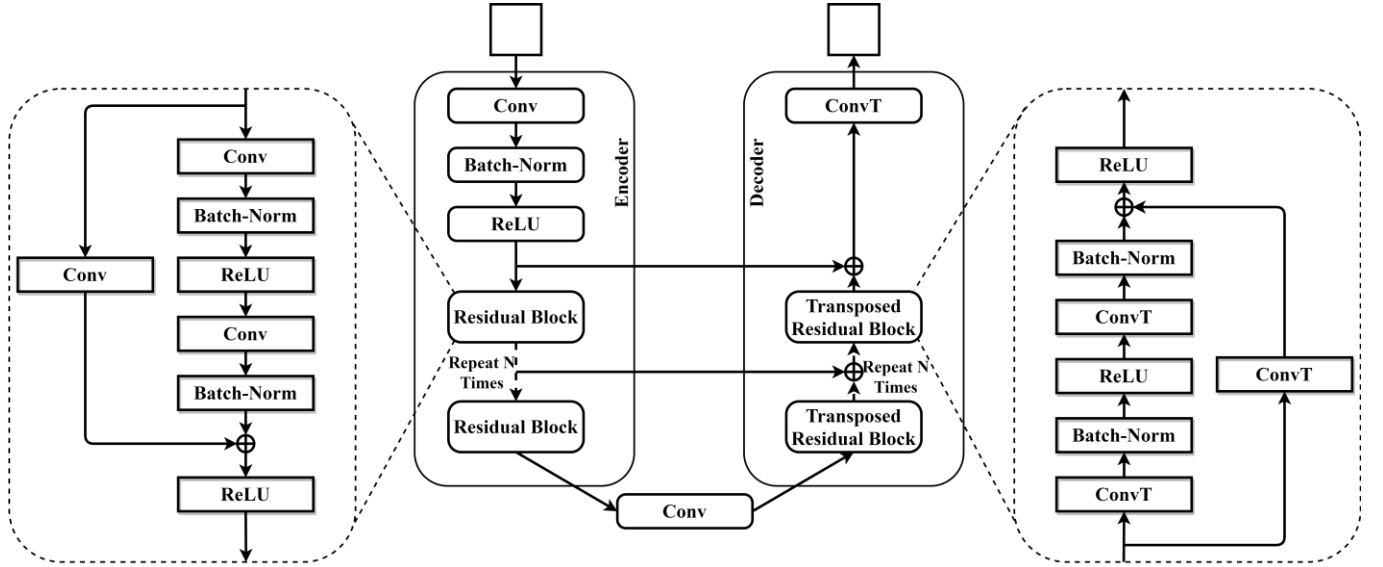 Conv
Batch-Norm
ReLU
Conv
Batch-Norm
ReLU
Conv
Conv
Batch-Norm
ReLU
Residual Block
Repeat N
Times
Residual Block
Encoder
Conv
Decoder
ConvT
Transposed
Residual Block
Repeat N
Times
Transposed
Residual Block
ReLU
Batch-Norm
ConvT
ReLU
Batch-Norm
ConvT
ConvT